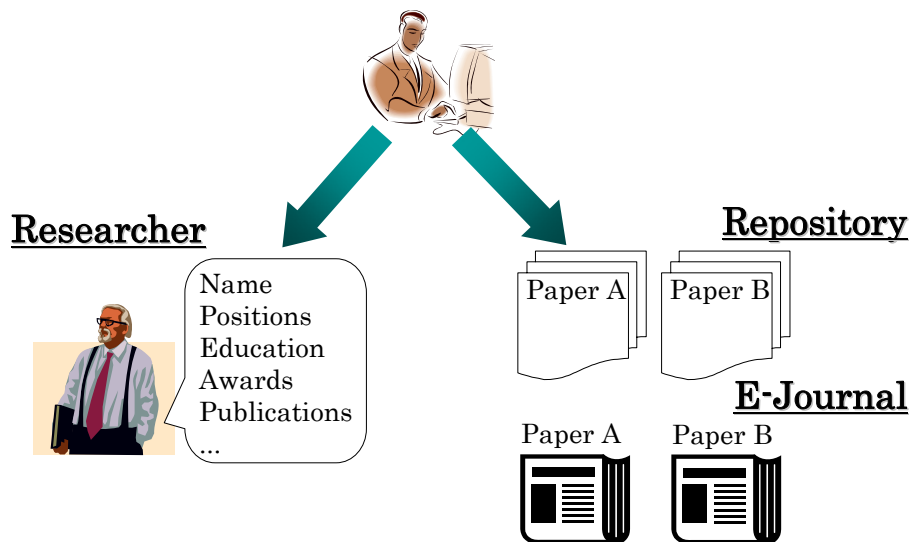 Researcher
Name
Positions
Education
Awards
Publications
...
Repository
Paper A
Paper B
E-Journal
Paper A
Paper B